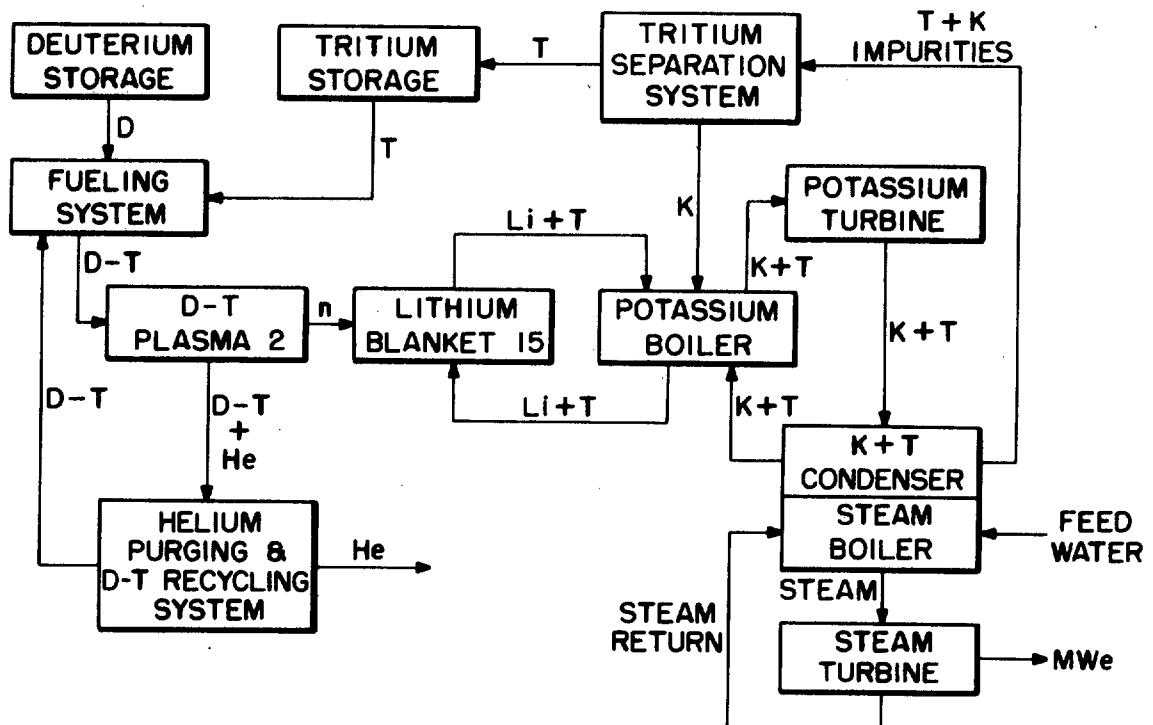 DEUTERIUM
STORAGE
TRITIUM
STORAGE
TRITIUM
SEPARATION
SYSTEM
T+K
IMPURITIES
T
D
T
FUELING
SYSTEM
POTASSIUM
TURBINE
K
Li+T
D-T
K+T
D-T
PLASMA 2
n
LITHIUM
BLANKET 15
POTASSIUM
BOILER
K+T
D-T
D-T
+
He
Li+T
K+T
K+T
CONDENSER
STEAM
BOILER
FEED
WATER
HELIUM
PURGING &
D-T RECYCLING
SYSTEM
He
STEAM
STEAM
RETURN
STEAM
TURBINE
MWe